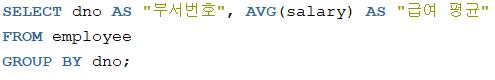 SELECT dno AS "부서번호", AVG(salary) AS "급여 평균"
FROM employee
GROUP BY dno;